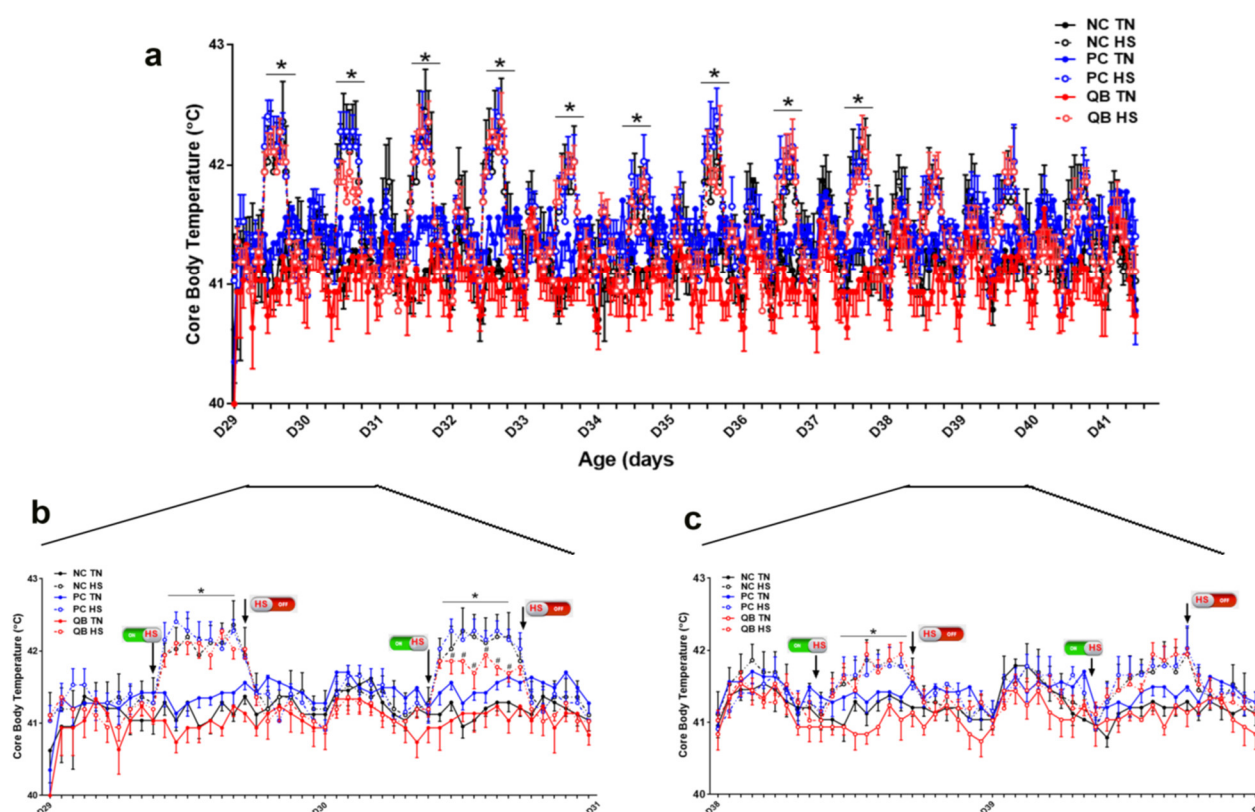 a
43
42
41
40
Core Body Temperature (°C)
* * * * * * * * *
NC TN
NC HS
PC TN
PC HS
QB TN
QB HS
D29 D30 D31 D32 D33 D34 D35 D36 D37 D38 D39 D40 D41
Age (days
b
NC TN
NC HS
PC TN
PC HS
QB TN
QB HS
43
42
41
40
Core Body Temperature (°C)
ON HS
*
HS OFF
ON HS
*
HS OFF
# # # # #
D29 D30 D31
c
NC TN
NC HS
PC TN
PC HS
QB TN
QB HS
43
42
41
40
Core Body Temperature (°C)
ON HS
*
HS OFF
ON HS
HS OFF
D38 D39